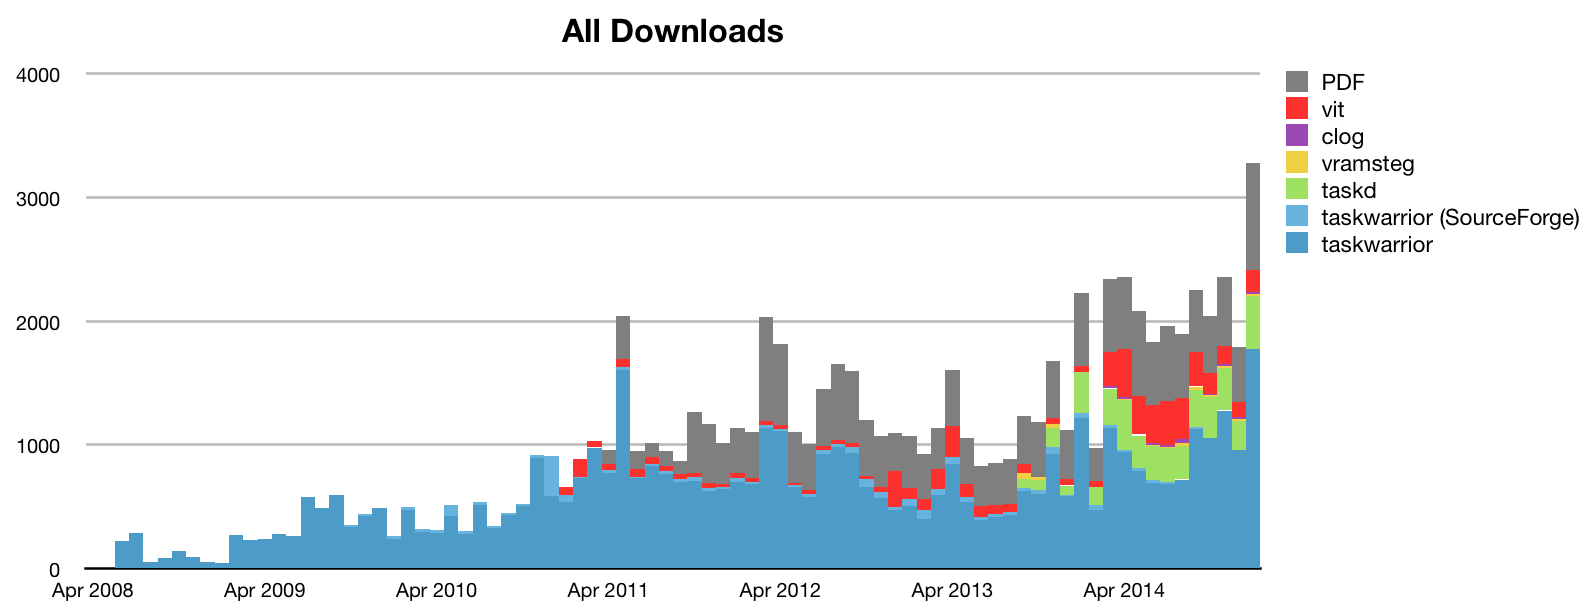 All Downloads
4000
3000
2000
1000
0
Apr 2008
Apr 2009
Apr 2010
Apr 2011
Apr 2012
Apr 2013
Apr 2014
PDF
vit
clog
vramsteg
taskd
taskwarrior (SourceForge)
taskwarrior